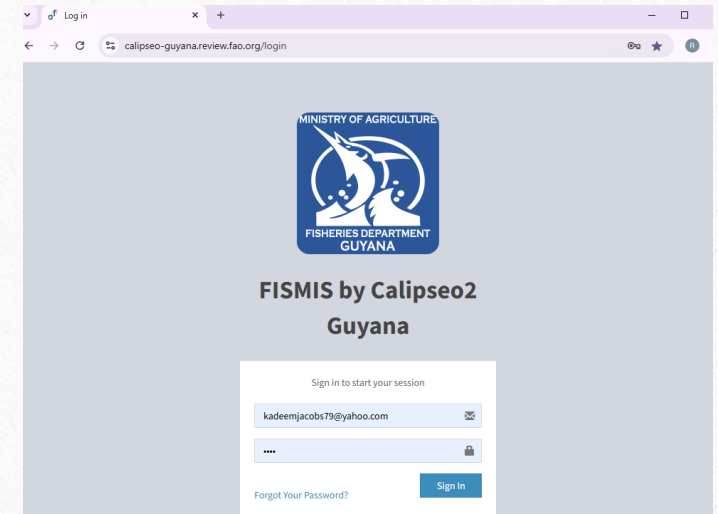 Log in
calipseo-guyana.review.fao.org/login
R
MINISTRY OF AGRICULTURE
FISHERIES DEPARTMENT
GUYANA
FISMIS by Calipseo2
Guyana
Sign in to start your session
kadeemjacobs79@yahoo.com
••••
Sign In
Forgot Your Password?